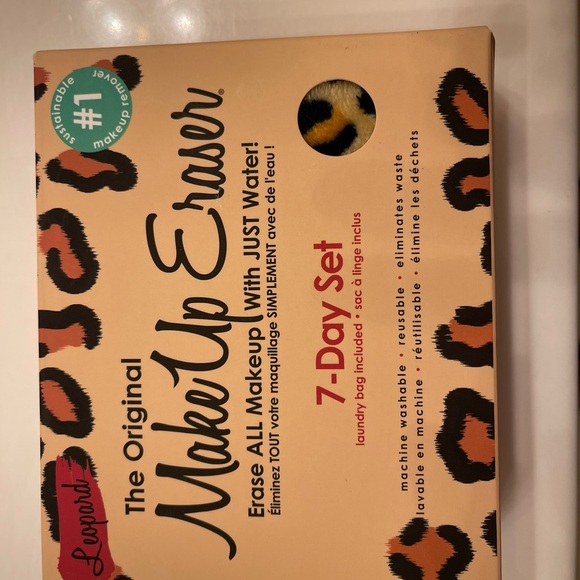 #1
sustainable
makeup remover
The Original
MakeUp Eraser®
Erase ALL Makeup With JUST Water!
Éliminez TOUT votre maquillage SIMPLEMENT avec de l'eau !
7-Day Set
laundry bag included • sac à linge inclus
machine washable • reusable • eliminates waste
lavable en machine • réutilisable • élimine les déchets
Leopard